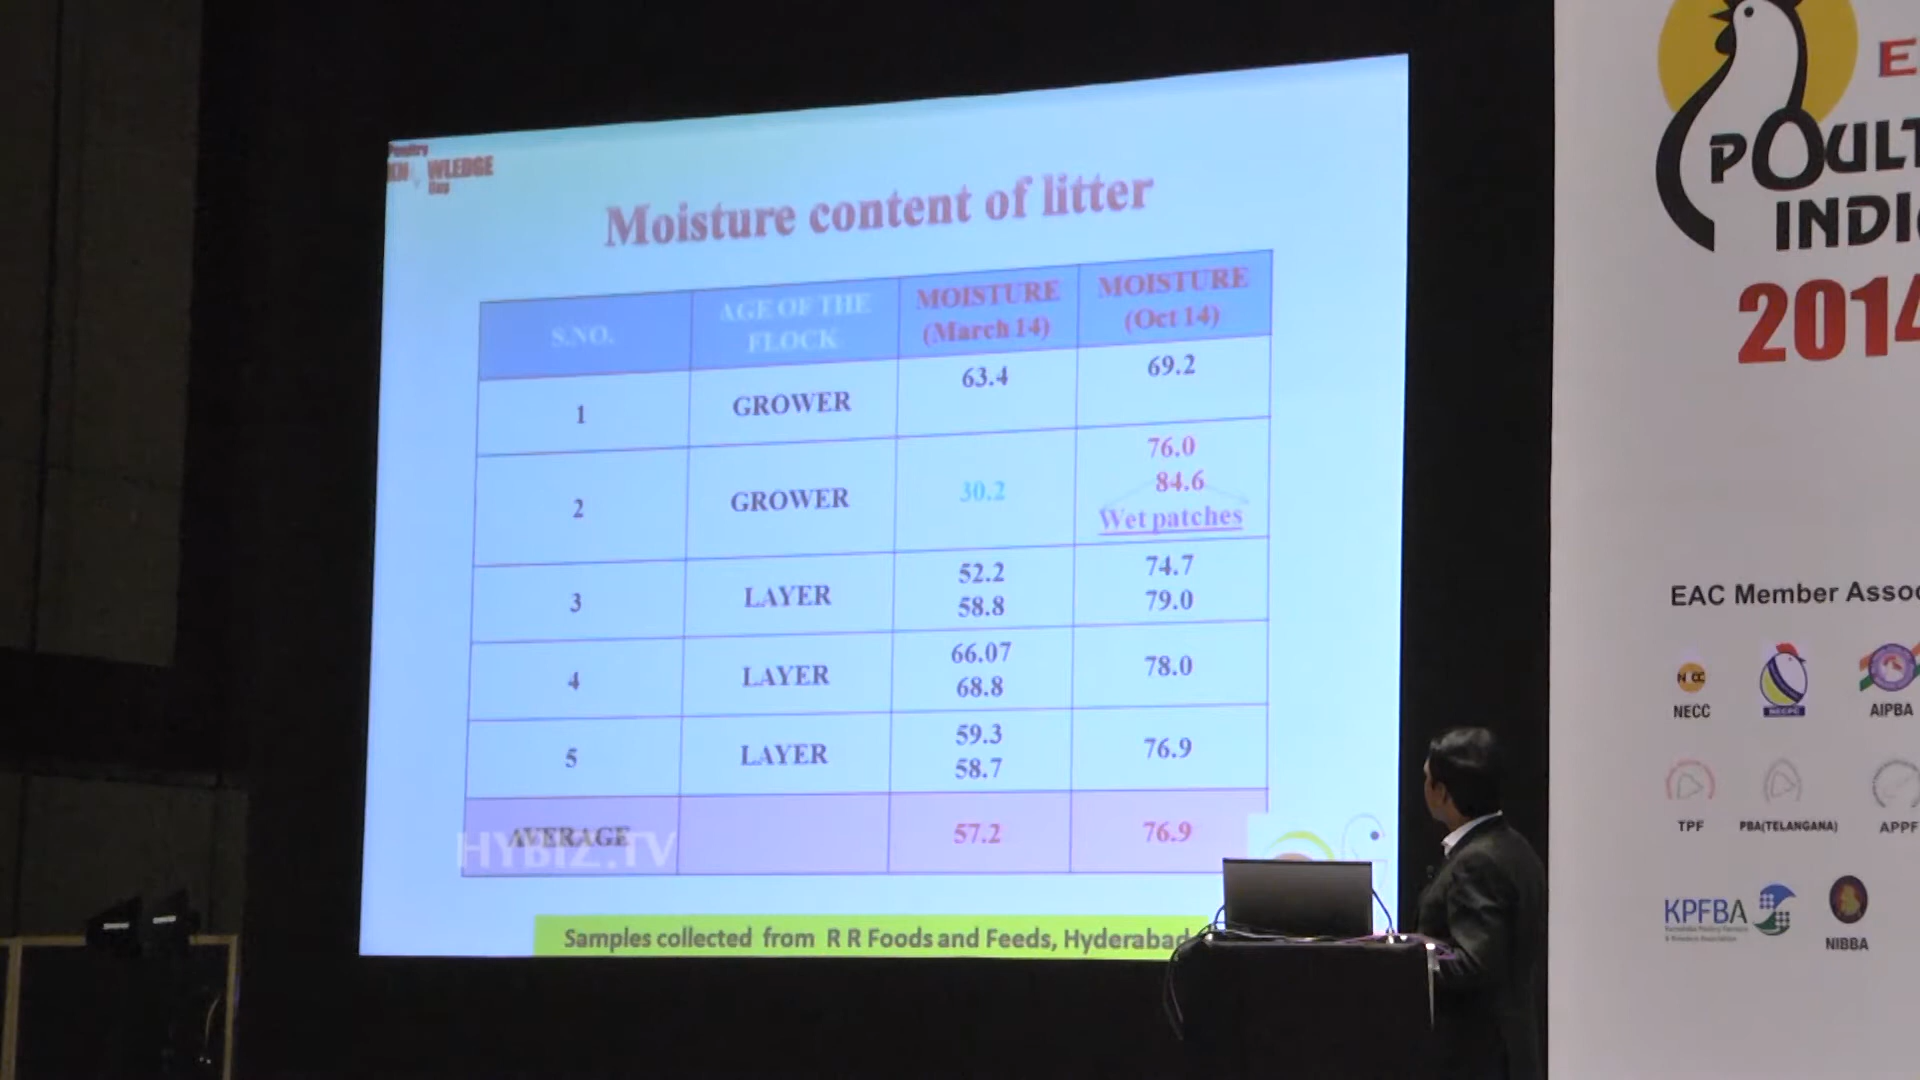 Poultry
KN WLEDGE
Day
Moisture content of litter
S.NO.
AGE OF THE
FLOCK
MOISTURE
(March 14)
MOISTURE
(Oct 14)
1
GROWER
63.4
69.2
2
GROWER
30.2
76.0
84.6
Wet patches
3
LAYER
52.2
58.8
74.7
79.0
4
LAYER
66.07
68.8
78.0
5
LAYER
59.3
58.7
76.9
AVERAGE
57.2
76.9
HYBIZ.TV
Samples collected from R R Foods and Feeds, Hyderabad
E
POULT
INDI
2014
EAC Member Assoc
NECC
NECC
AIPBA
TPF
PBA(TELANGANA)
APPF
KPFBA
NIBBA